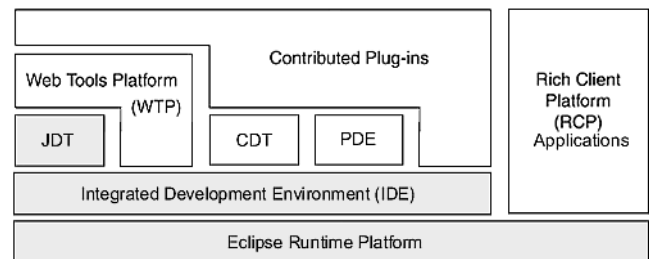 Contributed Plug-ins
Web Tools Platform
(WTP)
Rich Client
Platform
(RCP)
Applications
JDT
CDT
PDE
Integrated Development Environment (IDE)
Eclipse Runtime Platform